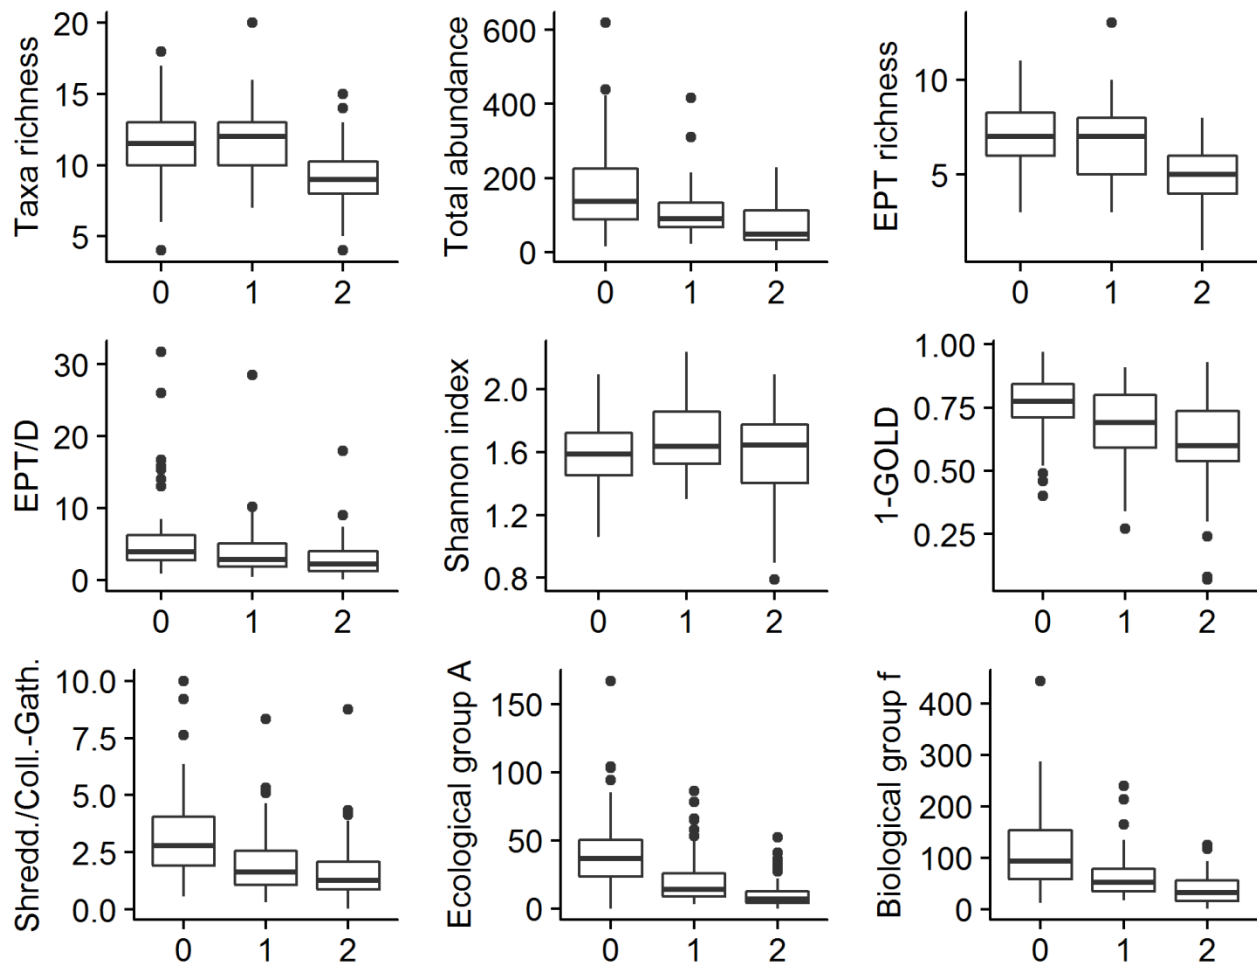 Taxa richness
20
15
10
5
0 1 2
Total abundance
600
400
200
0
0 1 2
EPT richness
10
5
0 1 2
EPT/D
30
20
10
0
0 1 2
Shannon index
2.0
1.6
1.2
0.8
0 1 2
1-GOLD
1.00
0.75
0.50
0.25
0 1 2
Shredd./Coll.-Gath.
10.0
7.5
5.0
2.5
0.0
0 1 2
Ecological group A
150
100
50
0
0 1 2
Biological group f
400
300
200
100
0
0 1 2